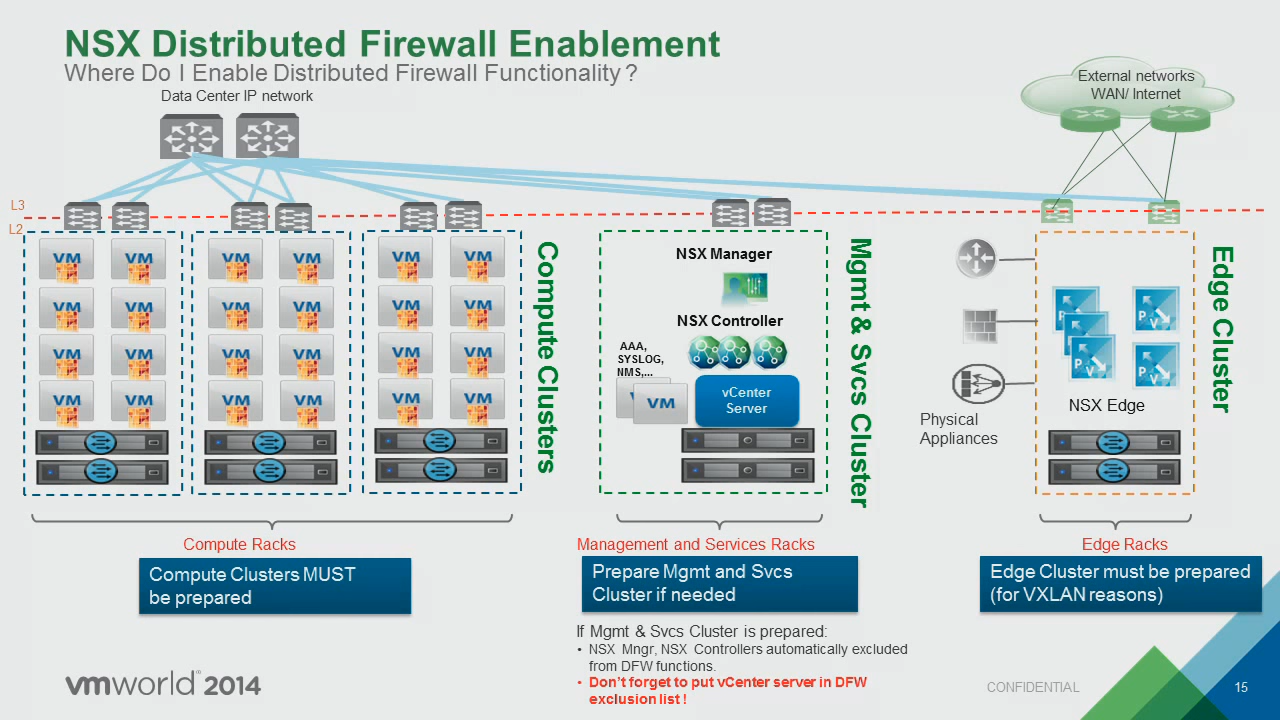 NSX Distributed Firewall Enablement
Where Do I Enable Distributed Firewall Functionality ?
Data Center IP network
External networks
WAN/ Internet
L3
L2
VM VM VM VM VM VM
VM VM VM VM VM VM
VM VM VM VM VM VM
VM VM VM VM VM VM
Compute Clusters
NSX Manager
NSX Controller
AAA,
SYSLOG,
NMS,...
VM
vCenter
Server
Mgmt & Svcs Cluster
Physical
Appliances
P V
P V
P V
P V
NSX Edge
Edge Cluster
Compute Racks
Compute Clusters MUST
be prepared
Management and Services Racks
Prepare Mgmt and Svcs
Cluster if needed
If Mgmt & Svcs Cluster is prepared:
• NSX Mngr, NSX Controllers automatically excluded
from DFW functions.
• Don't forget to put vCenter server in DFW
exclusion list !
Edge Racks
Edge Cluster must be prepared
(for VXLAN reasons)
vmworld® 2014
CONFIDENTIAL
15